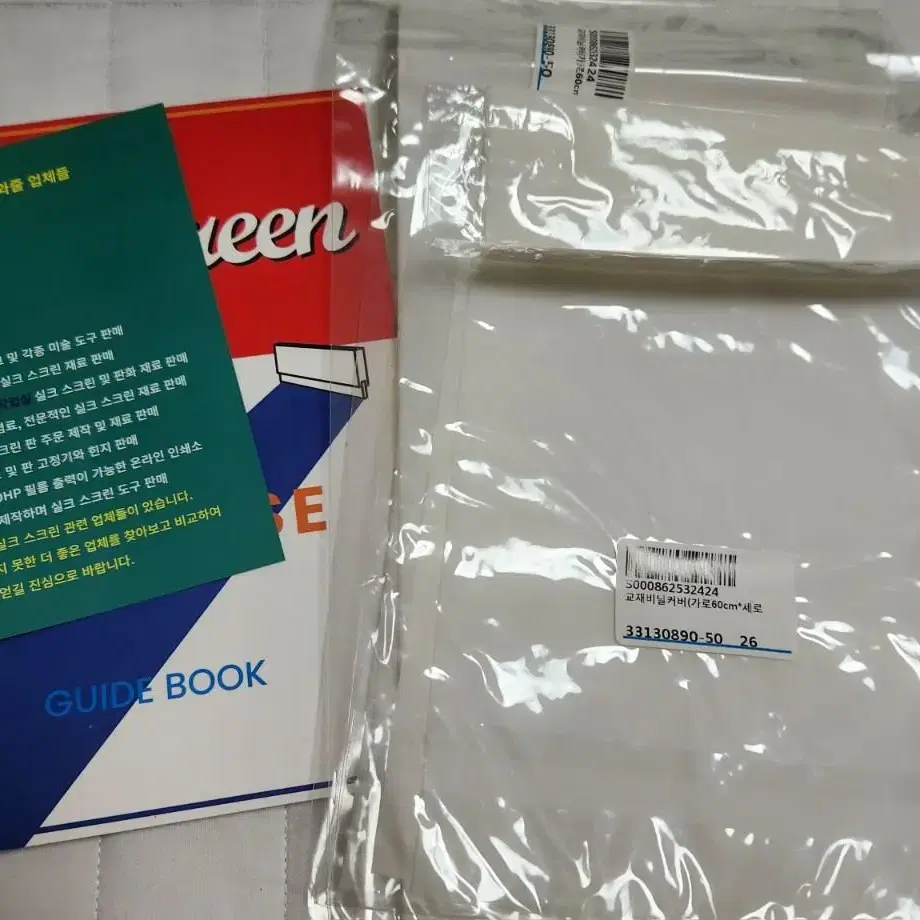 와줄 업체들
및 각종 미술 도구 판매
실크 스크린 재료 판매
실크 스크린 및 판화 재료 판매
전문적인 실크 스크린 재료 판매
스크린 판 주문 제작 및 재료 판매
및 판 고정기와 힌지 판매
OHP 필름 출력이 가능한 온라인 인쇄소
제작하며 실크 스크린 도구 판매
실크 스크린 관련 업체들이 있습니다.
지 못한 더 좋은 업체를 찾아보고 비교하여
얻길 진심으로 바랍니다.
ueen
SE
GUIDE BOOK
S000862532424
33130890-50
S000862532424
교재비닐커버(가로60cm*세로
33130890-50 26